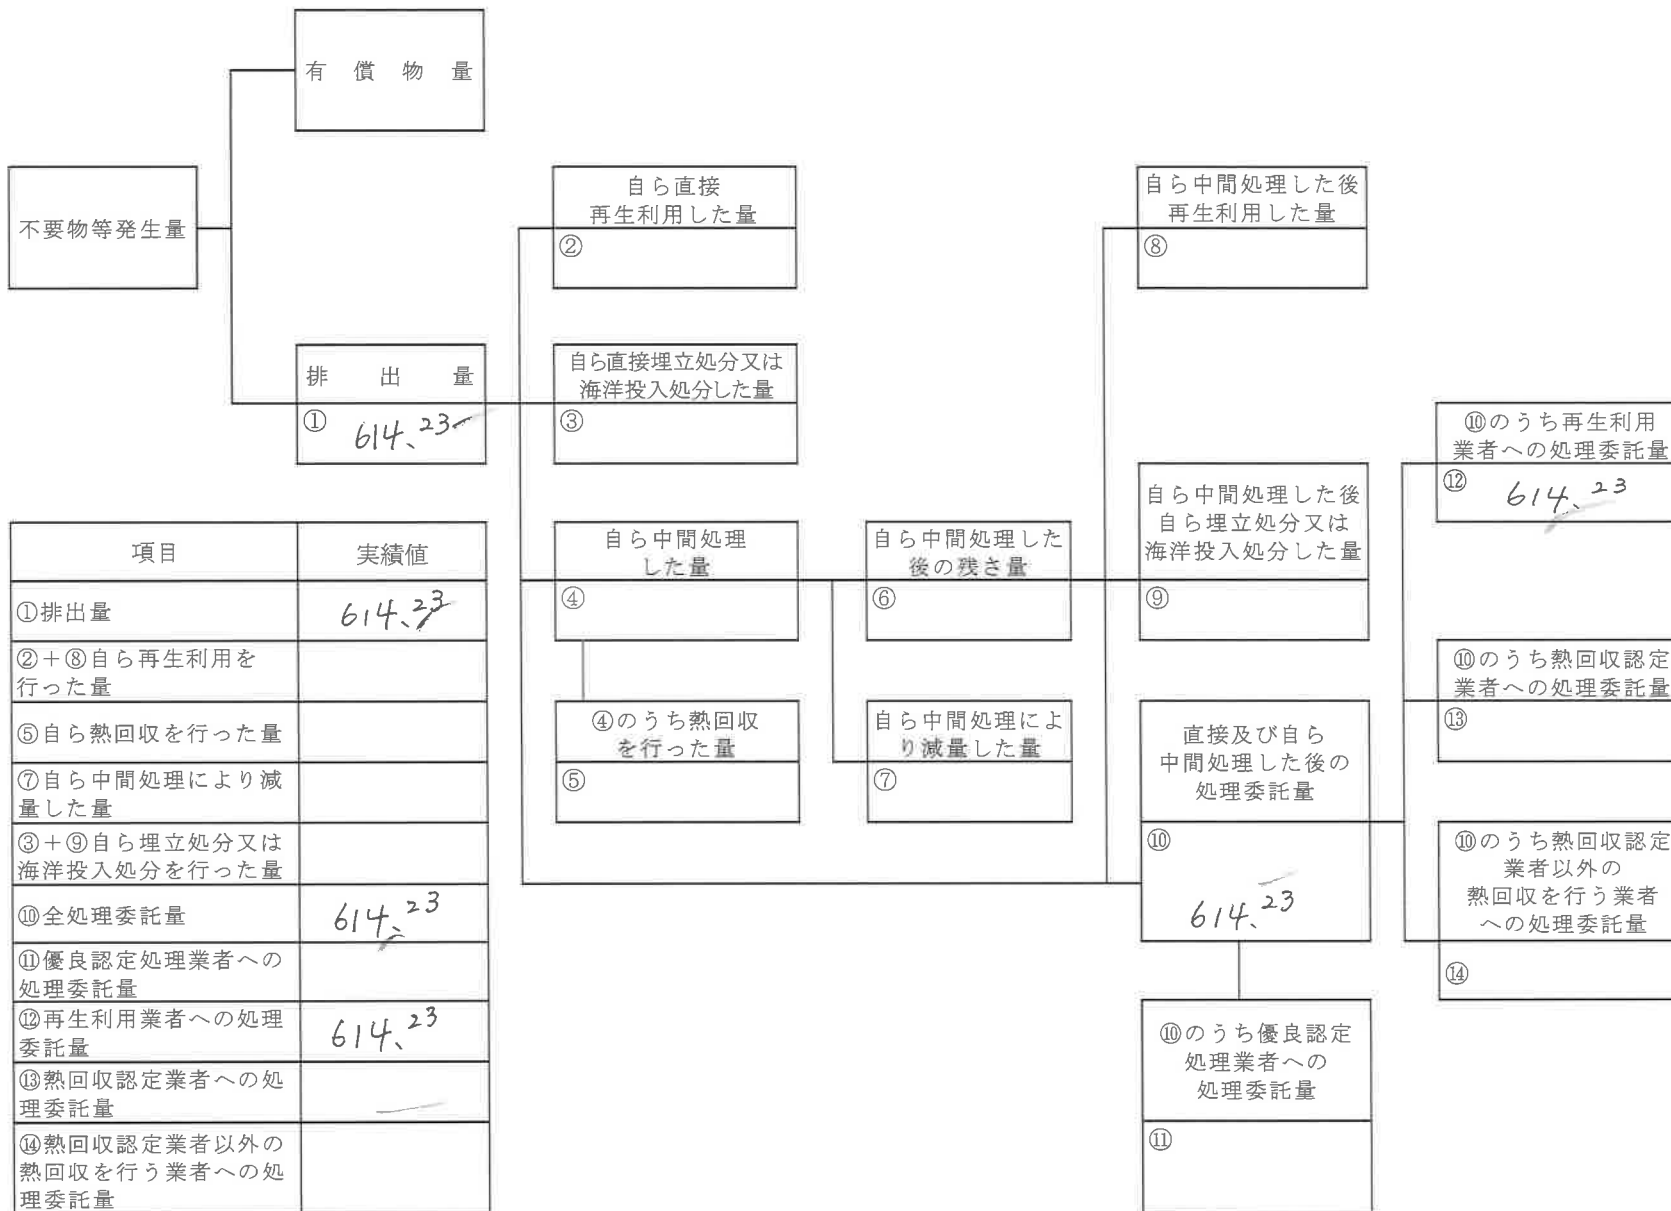 有償物量
不要物等発生量
排出量
① 614、23
自ら直接
再生利用した量
②
自ら直接埋立処分又は
海洋投入処分した量
③
自ら中間処理
した量
④
④のうち熱回収
を行った量
⑤
自ら中間処理した
後の残さ量
⑥
自ら中間処理によ
り減量した量
⑦
自ら中間処理した後
再生利用した量
⑧
自ら中間処理した後
自ら埋立処分又は
海洋投入処分した量
⑨
直接及び自ら
中間処理した後の
処理委託量
⑩
614、23
⑩のうち優良認定
処理業者への
処理委託量
⑪
⑩のうち再生利用
業者への処理委託量
⑫ 614、23
⑩のうち熱回収認定
業者への処理委託量
⑬
⑩のうち熱回収認定
業者以外の
熱回収を行う業者
への処理委託量
⑭
項目 実績値
①排出量 614、23
②+⑧自ら再生利用を
行った量
⑤自ら熱回収を行った量
⑦自ら中間処理により減
量した量
③+⑨自ら埋立処分又は
海洋投入処分を行った量
⑩全処理委託量 614、23
⑪優良認定処理業者への
処理委託量
⑫再生利用業者への処理
委託量 614、23
⑬熱回収認定業者への処
理委託量
⑭熱回収認定業者以外の
熱回収を行う業者への処
理委託量